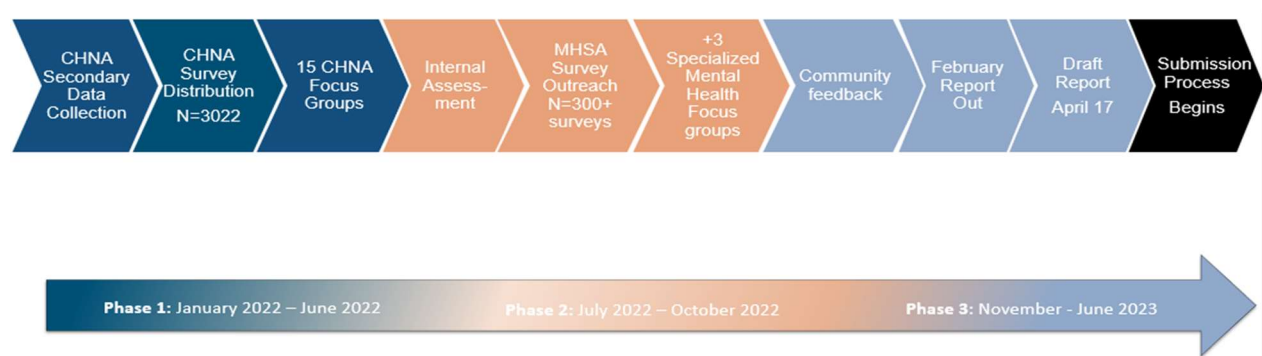 CHNA
Secondary
Data
Collection
CHNA
Survey
Distribution
N=3022
15 CHNA
Focus
Groups
Internal
Assess-
ment
MHSA
Survey
Outreach
N=300+
surveys
+3
Specialized
Mental
Health
Focus
groups
Community
feedback
February
Report
Out
Draft
Report
April 17
Submission
Process
Begins
Phase 1: January 2022 – June 2022
Phase 2: July 2022 – October 2022
Phase 3: November - June 2023